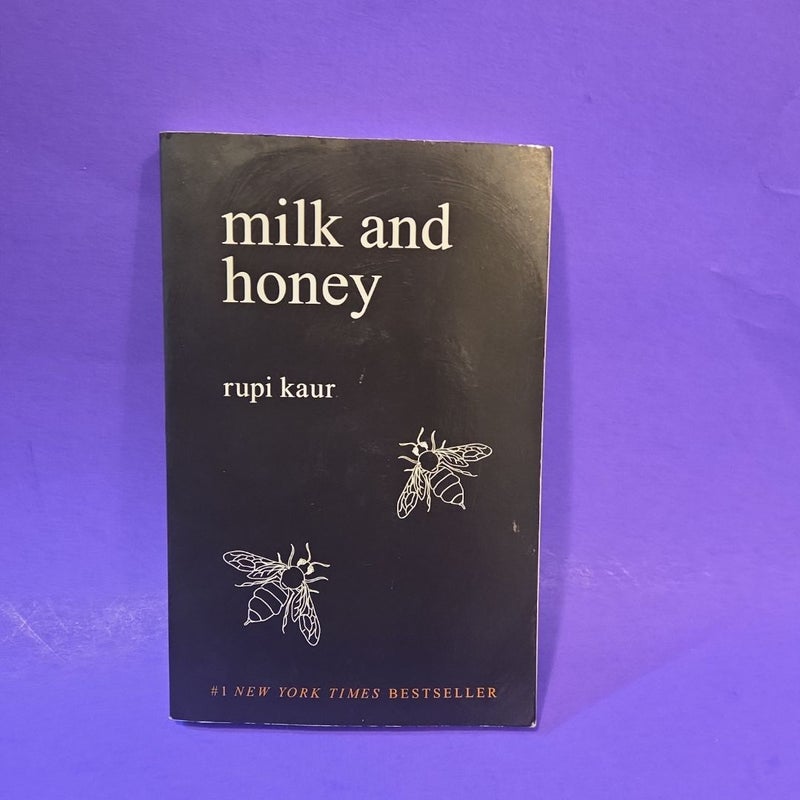 milk and
honey
rupi kaur
#1 NEW YORK TIMES BESTSELLER